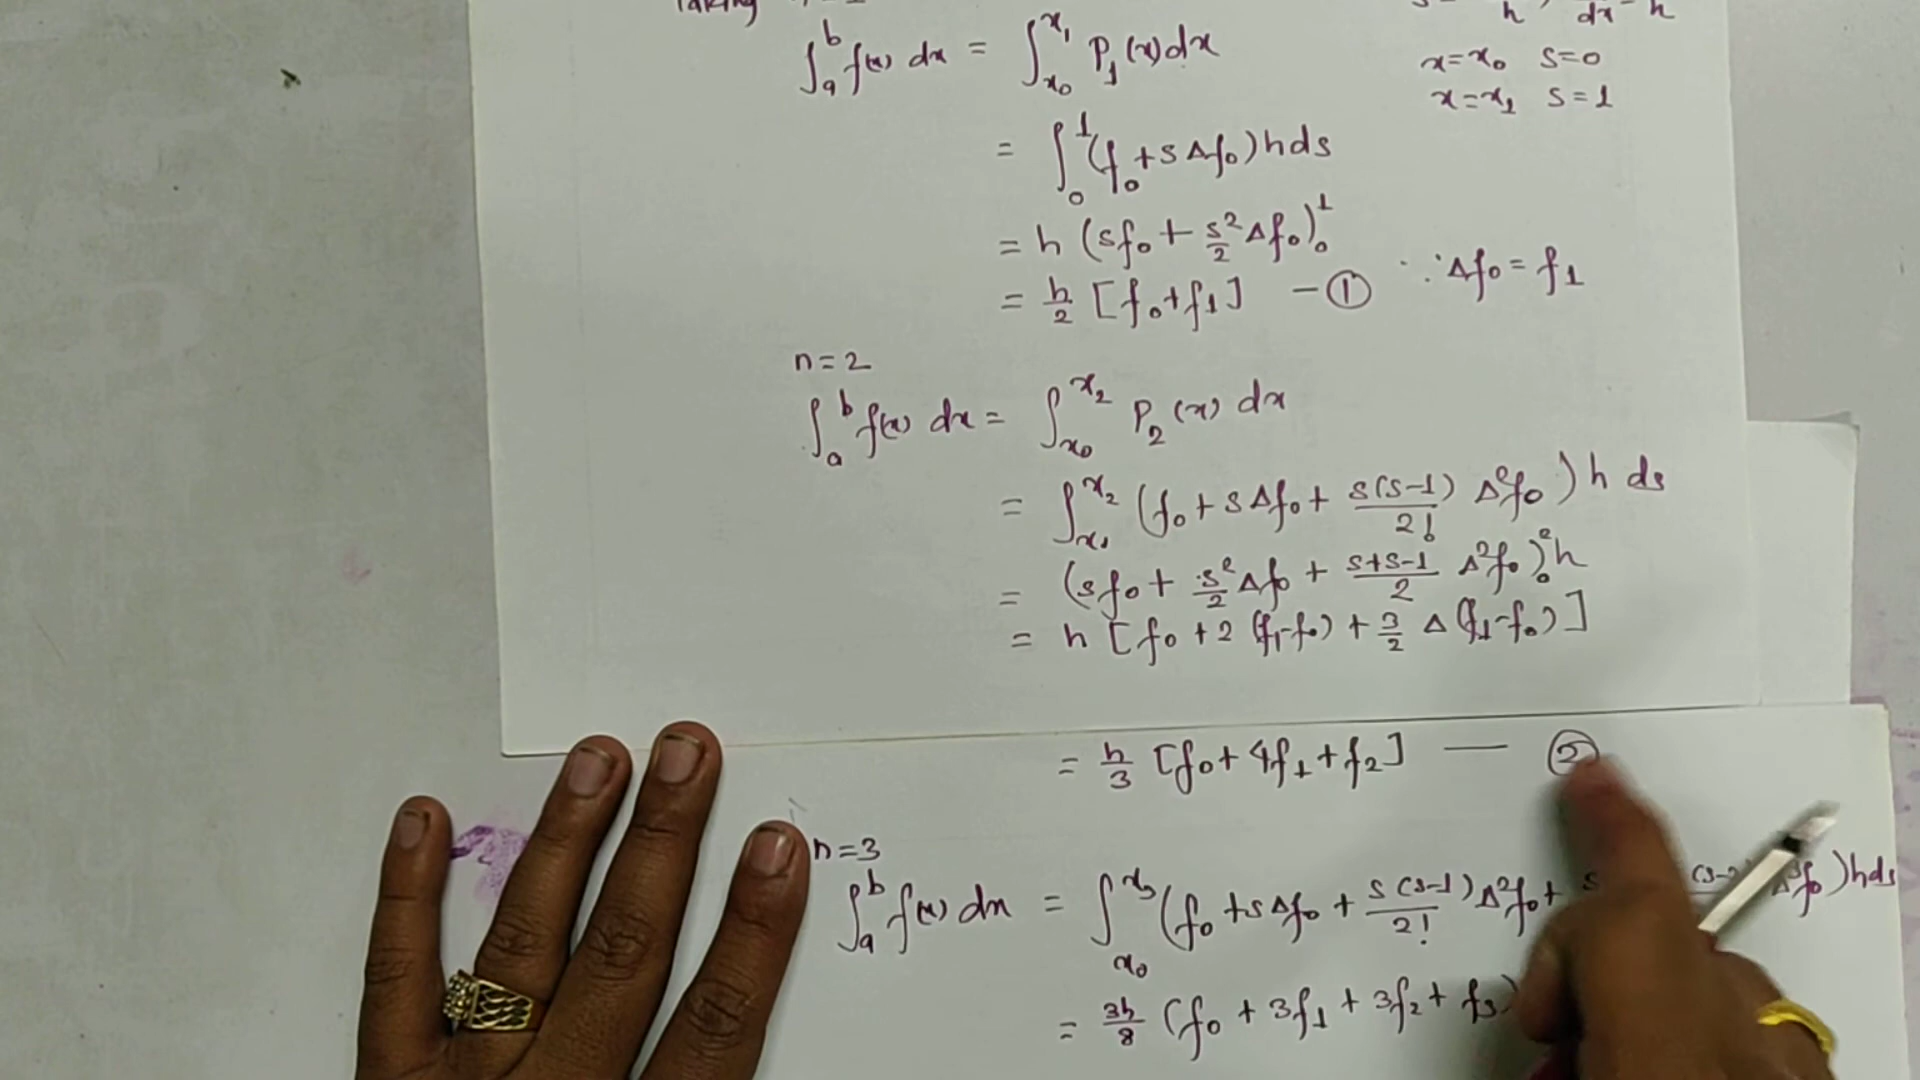 Taking
∫_a^b f(x) dx = ∫_{x_0}^{x_1} P_1(x)dx
x=x_0 s=0
x=x_1 s=1
= ∫_0^1 (f_0+sΔf_0)hds
= h (sf_0+ s²/2 Δf_0)_0^1
= h/2 [f_0+f_1] — ① ∵ Δf_0 = f_1
n=2
∫_a^b f(x) dx = ∫_{x_0}^{x_2} P_2(x) dx
= ∫^{x_2} (f_0+sΔf_0+ s(s-1)/2! Δ²f_0) h ds
= (sf_0+ s²/2 Δf_0 + s+s-1/2 Δ²f_0)_0^2 h
= h [f_0+2(f_1-f_0) + 3/2 Δ(f_1-f_0)]
= h/3 [f_0+4f_1+f_2] — ②
n=3
∫_a^b f(x) dx = ∫_{x_0}^{x_3} (f_0+sΔf_0+ s(s-1)/2! Δ²f_0+ Δ³f_0)hds
= 3h/8 (f_0+3f_1+3f_2+f_3)